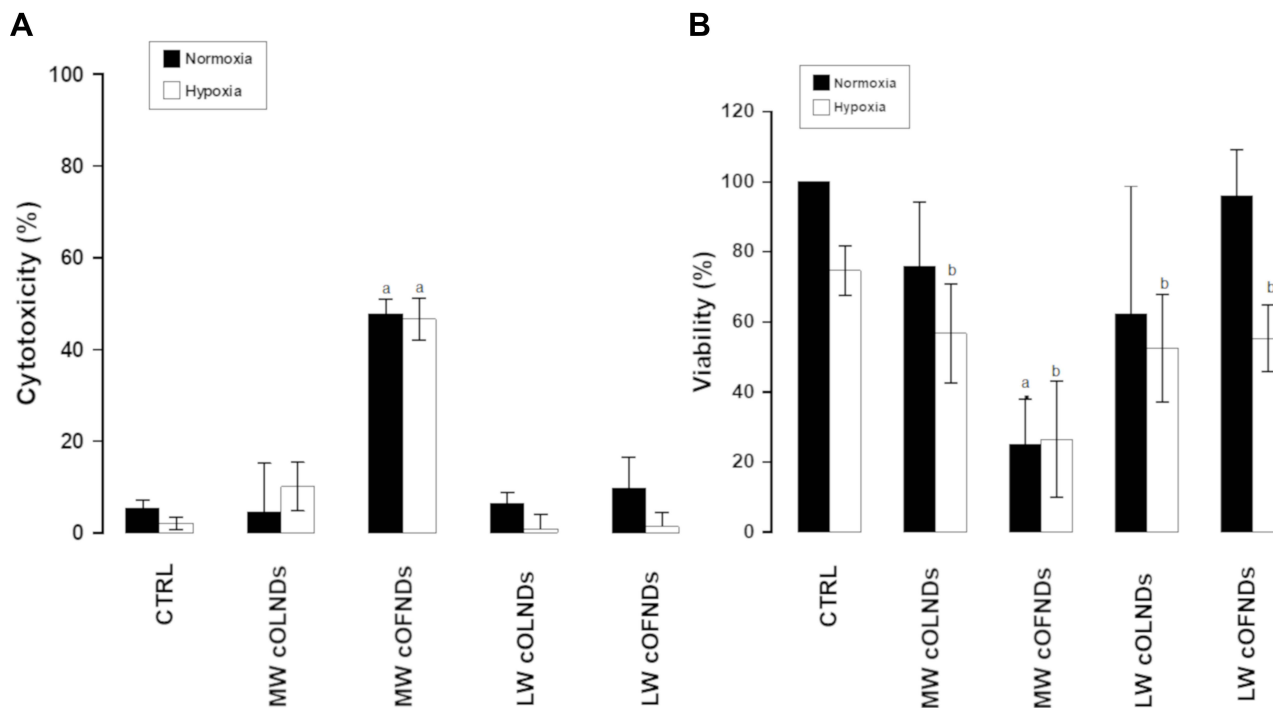 A
Normoxia
Hypoxia
Cytotoxicity (%)
100
80
60
40
20
0
a
a
CTRL
MW cOLNDs
MW cOFNDs
LW cOLNDs
LW cOFNDs
B
Normoxia
Hypoxia
Viability (%)
120
100
80
60
40
20
0
b
a
b
b
b
CTRL
MW cOLNDs
MW cOFNDs
LW cOLNDs
LW cOFNDs